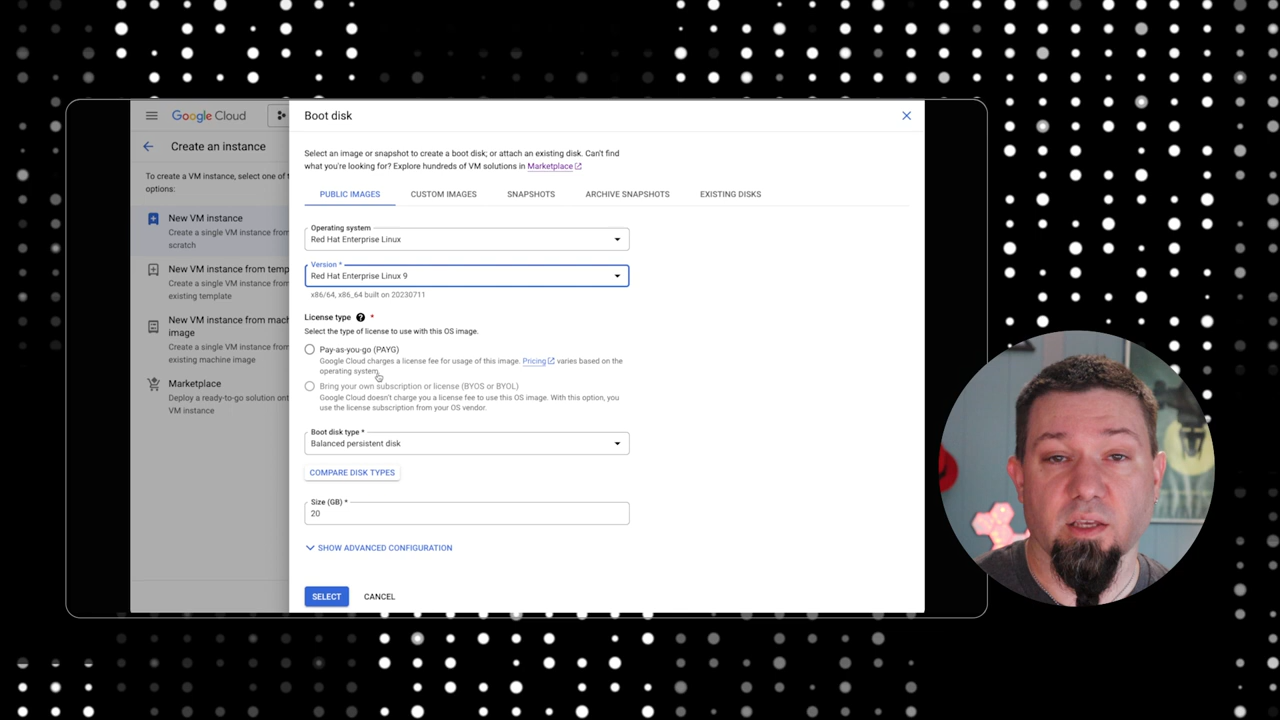 Google Cloud
Create an instance
To create a VM instance, select one of t
options:
New VM instance
Create a single VM instance from
scratch
New VM instance from temp
Create a single VM instance from
existing template
New VM instance from mac
image
Create a single VM instance from
existing machine image
Marketplace
Deploy a ready-to-go solution ont
VM instance
Boot disk
Select an image or snapshot to create a boot disk; or attach an existing disk. Can't find
what you're looking for? Explore hundreds of VM solutions in Marketplace
PUBLIC IMAGES CUSTOM IMAGES SNAPSHOTS ARCHIVE SNAPSHOTS EXISTING DISKS
Operating system
Red Hat Enterprise Linux
Version *
Red Hat Enterprise Linux 9
x86/64, x86_64 built on 20230711
License type *
Select the type of license to use with this OS image.
Pay-as-you-go (PAYG)
Google Cloud charges a license fee for usage of this image. Pricing varies based on the
operating system.
Bring your own subscription or license (BYOS or BYOL)
Google Cloud doesn't charge you a license fee to use this OS image. With this option, you
use the license subscription from your OS vendor.
Boot disk type *
Balanced persistent disk
COMPARE DISK TYPES
Size (GB) *
20
SHOW ADVANCED CONFIGURATION
SELECT CANCEL